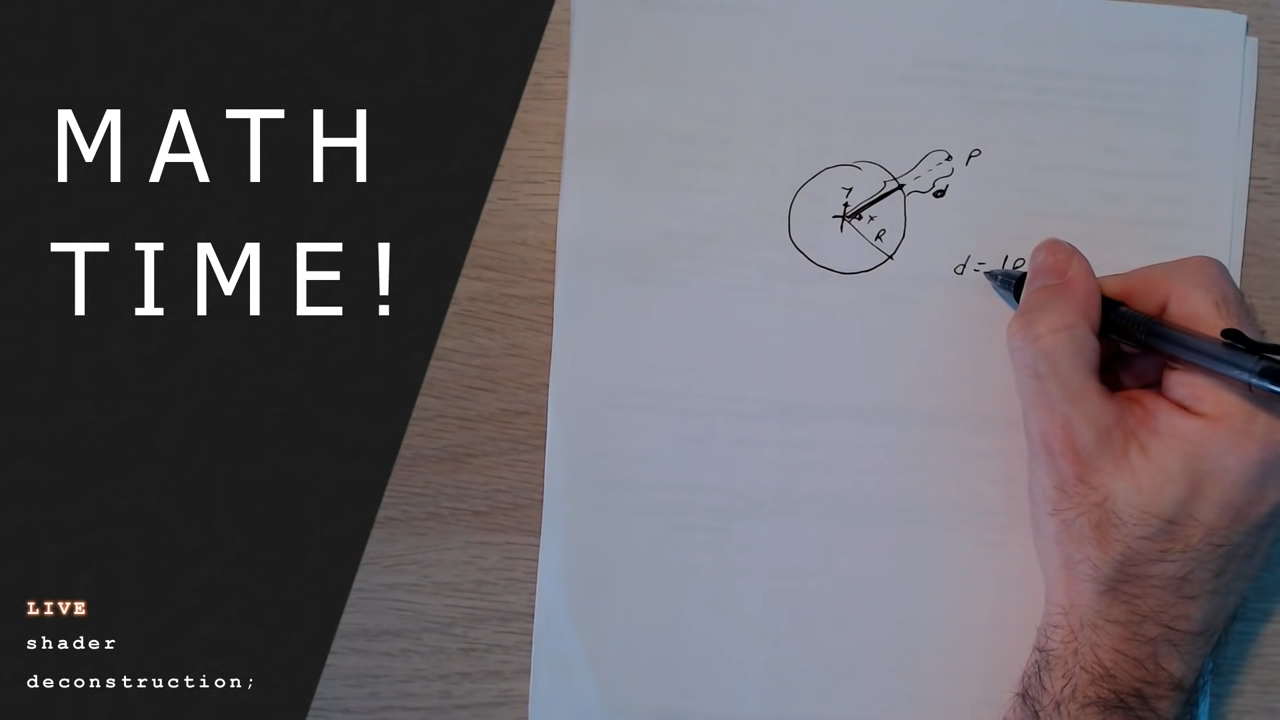 MATH
TIME!
LIVE
shader
deconstruction;
P
d
Y
x
R
d = |P